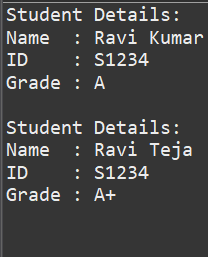 Student Details:
Name  : Ravi Kumar
ID    : S1234
Grade : A

Student Details:
Name  : Ravi Teja
ID    : S1234
Grade : A+